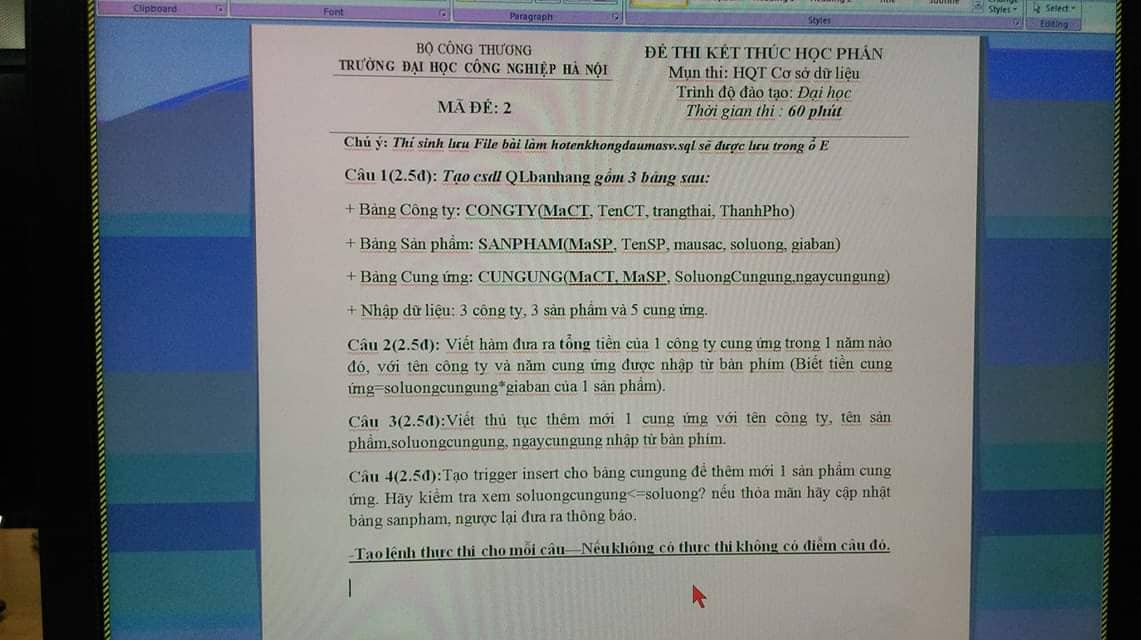 Clipboard
Font
Paragraph
Styles
Styles
Select
Editing
BỘ CÔNG THƯƠNG
TRƯỜNG ĐẠI HỌC CÔNG NGHIỆP HÀ NỘI
MÃ ĐỀ: 2
ĐỀ THI KẾT THÚC HỌC PHẦN
Mụn thi: HQT Cơ sở dữ liệu
Trình độ đào tạo: Đại học
Thời gian thi : 60 phút
Chú ý: Thí sinh lưu File bài làm hotenkhongdaumasv.sql sẽ được lưu trong ổ E
Câu 1(2.5đ): Tạo csdl QLbanhang gồm 3 bảng sau:
+ Bảng Công ty: CONGTY(MaCT, TenCT, trangthai, ThanhPho)
+ Bảng Sản phẩm: SANPHAM(MaSP, TenSP, mausac, soluong, giaban)
+ Bảng Cung ứng: CUNGUNG(MaCT, MaSP, SoluongCungung,ngaycungung)
+ Nhập dữ liệu: 3 công ty, 3 sản phẩm và 5 cung ứng.
Câu 2(2.5đ): Viết hàm đưa ra tổng tiền của 1 công ty cung ứng trong 1 năm nào
đó, với tên công ty và năm cung ứng được nhập từ bàn phím (Biết tiền cung
ứng=soluongcungung*giaban của 1 sản phẩm).
Câu 3(2.5đ):Viết thủ tục thêm mới 1 cung ứng với tên công ty, tên sản
phẩm,soluongcungung, ngaycungung nhập từ bàn phím.
Câu 4(2.5đ):Tạo trigger insert cho bảng cungung để thêm mới 1 sản phẩm cung
ứng. Hãy kiểm tra xem soluongcungung<=soluong? nếu thỏa mãn hãy cập nhật
bảng sanpham, ngược lại đưa ra thông báo.
-Tạo lệnh thực thi cho mỗi câu—Nếu không có thực thi không có điểm câu đó.